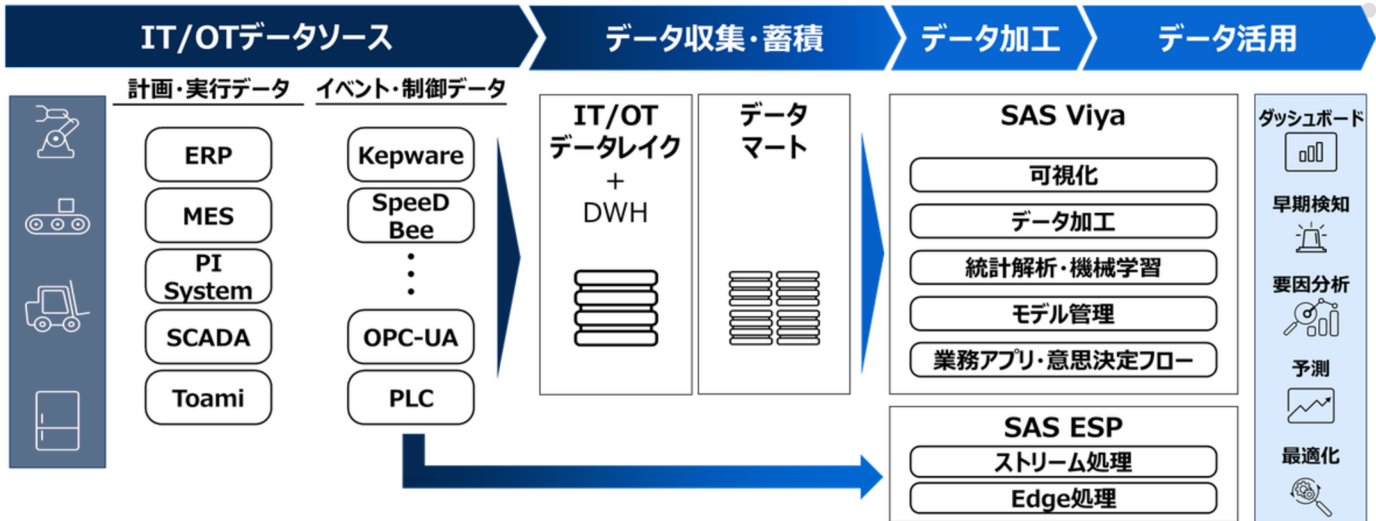 IT/OTデータソース
データ収集・蓄積
データ加工
データ活用
計画・実行データ
ERP
MES
PI
System
SCADA
Toami
イベント・制御データ
Kepware
SpeeD
Bee
OPC-UA
PLC
IT/OT
データレイク
+
DWH
データ
マート
SAS Viya
可視化
データ加工
統計解析・機械学習
モデル管理
業務アプリ・意思決定フロー
SAS ESP
ストリーム処理
Edge処理
ダッシュボード
早期検知
要因分析
予測
最適化